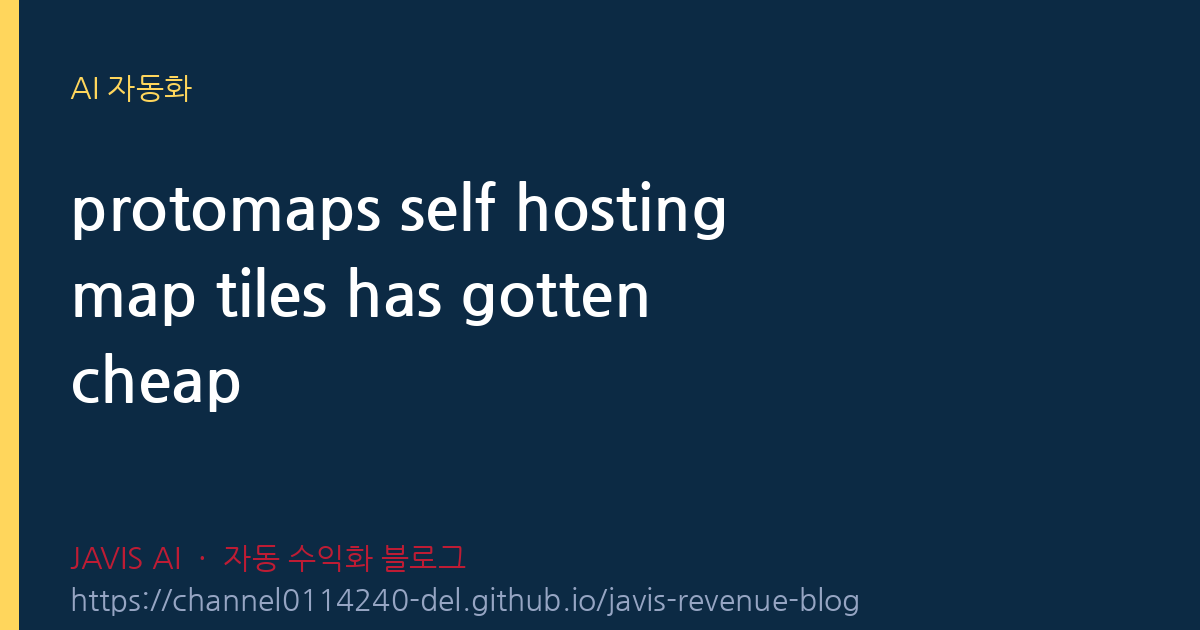 AI 자동화
protomaps self hosting
map tiles has gotten
cheap
JAVIS AI · 자동 수익화 블로그
https://channel0114240-del.github.io/javis-revenue-blog